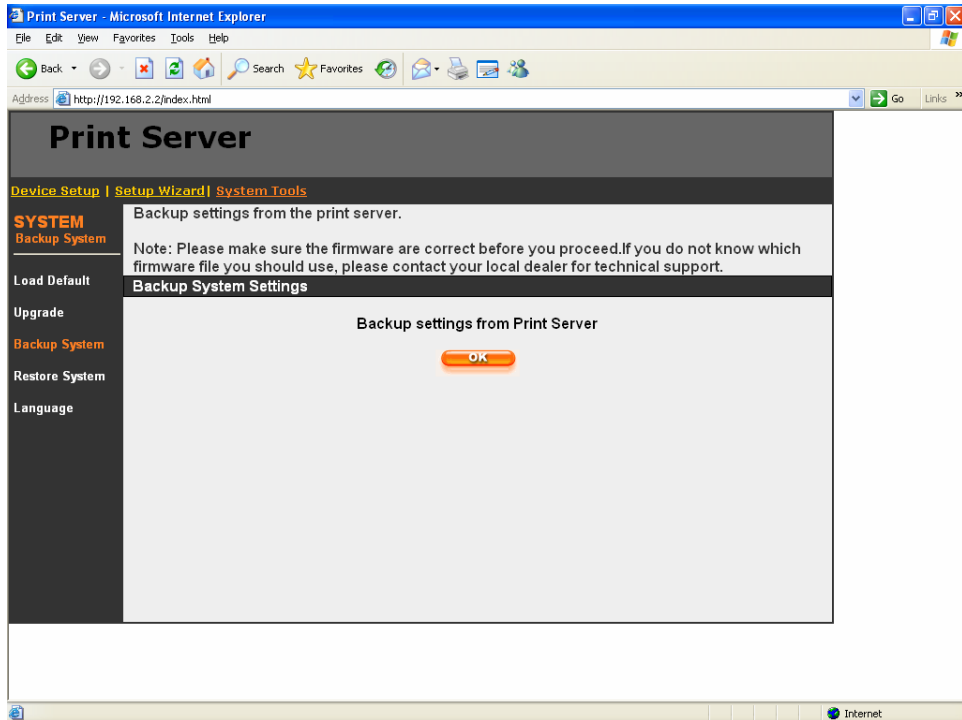 Print Server - Microsoft Internet Explorer
File Edit View Favorites Tools Help
Back Search Favorites
Address http://192.168.2.2/index.html Go Links »
Print Server
Device Setup | Setup Wizard| System Tools
SYSTEM
Backup System
Load Default
Upgrade
Backup System
Restore System
Language
Backup settings from the print server.
Note: Please make sure the firmware are correct before you proceed.If you do not know which
firmware file you should use, please contact your local dealer for technical support.
Backup System Settings
Backup settings from Print Server
OK
Internet